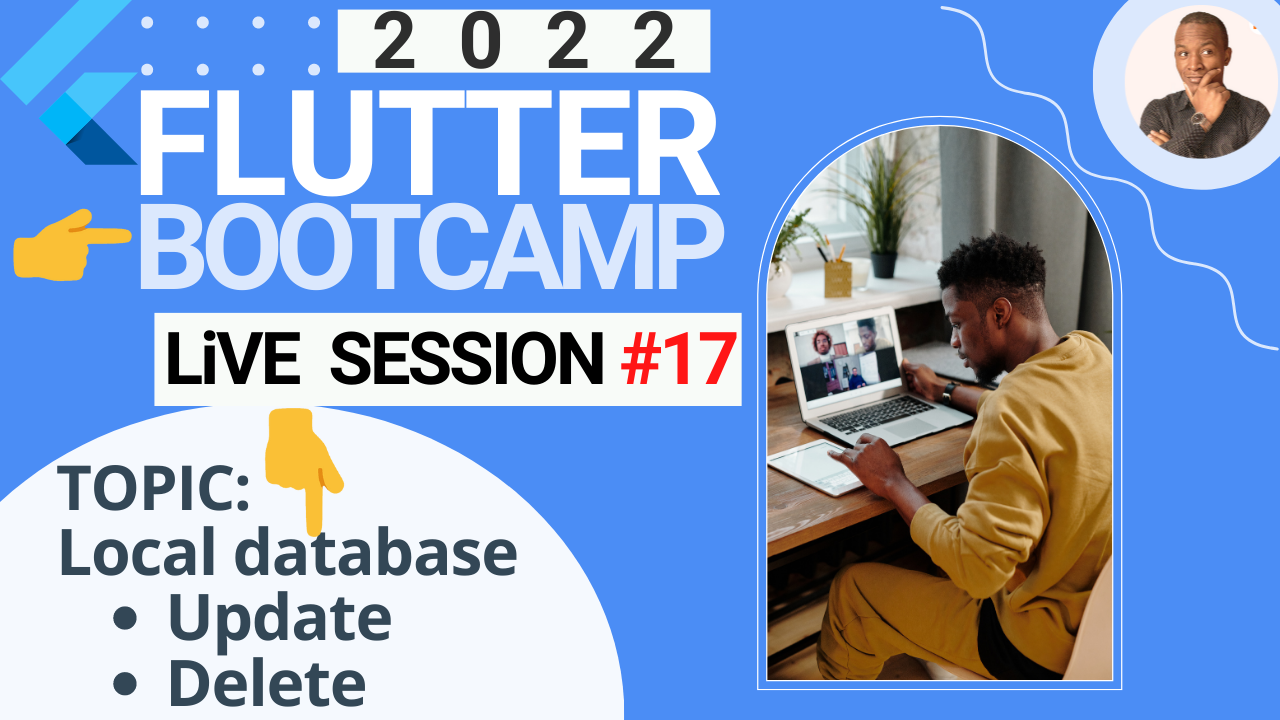 2 0 2 2
FLUTTER
BOOTCAMP
LiVE SESSION #17
TOPIC:
Local database
• Update
• Delete